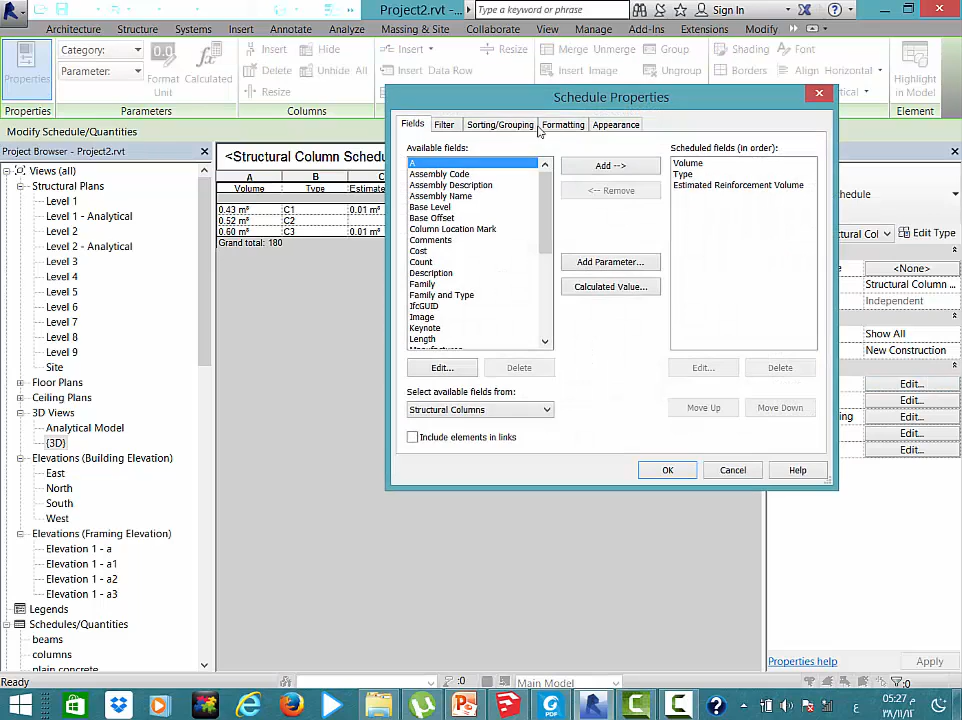 Project2.rvt -...
Type a keyword or phrase
Sign In
Architecture Structure Systems Insert Annotate Analyze Massing & Site Collaborate View Manage Add-Ins Extensions Modify
Properties
Category:
Parameter:
Format Unit
Calculated
Insert Hide
Delete Unhide All
Resize
Insert Resize
Insert Data Row
Merge Unmerge Group
Insert Image Ungroup
Shading Font
Borders Align Horizontal
Vertical
Highlight in Model
Properties Parameters Columns Element
Modify Schedule/Quantities
Project Browser - Project2.rvt
Views (all)
Structural Plans
Level 1
Level 1 - Analytical
Level 2
Level 2 - Analytical
Level 3
Level 4
Level 5
Level 6
Level 7
Level 8
Level 9
Site
Floor Plans
Ceiling Plans
3D Views
Analytical Model
{3D}
Elevations (Building Elevation)
East
North
South
West
Elevations (Framing Elevation)
Elevation 1 - a
Elevation 1 - a1
Elevation 1 - a2
Elevation 1 - a3
Legends
Schedules/Quantities
beams
columns
plain concrete
<Structural Column Schedu
A B C
Volume Type Estimate
0.43 m³ C1 0.01 m³
0.52 m³ C2
0.60 m³ C3 0.01 m³
Grand total: 180
Schedule Properties
Fields Filter Sorting/Grouping Formatting Appearance
Available fields:
A
Assembly Code
Assembly Description
Assembly Name
Base Level
Base Offset
Column Location Mark
Comments
Cost
Count
Description
Family
Family and Type
IfcGUID
Image
Keynote
Length
Manufacturer
Add -->
<-- Remove
Add Parameter...
Calculated Value...
Scheduled fields (in order):
Volume
Type
Estimated Reinforcement Volume
Edit... Delete
Edit... Delete
Select available fields from:
Structural Columns
Move Up Move Down
Include elements in links
OK Cancel Help
hedule
ural Col Edit Type
<None>
Structural Column ...
Independent
Show All
New Construction
Edit...
Edit...
ng Edit...
Edit...
Edit...
Properties help Apply
Ready
:0
Main Model
:0
ع
05:27 م